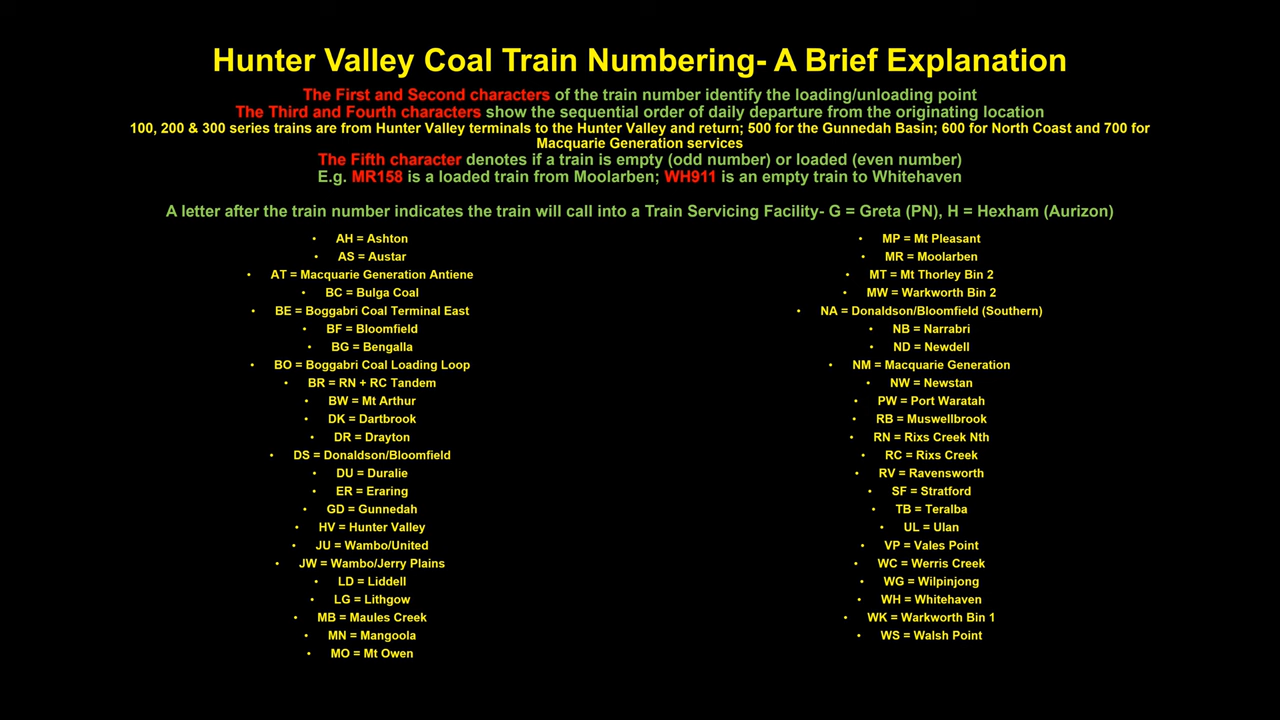 Hunter Valley Coal Train Numbering- A Brief Explanation
The First and Second characters of the train number identify the loading/unloading point
The Third and Fourth characters show the sequential order of daily departure from the originating location
100, 200 & 300 series trains are from Hunter Valley terminals to the Hunter Valley and return; 500 for the Gunnedah Basin; 600 for North Coast and 700 for
Macquarie Generation services
The Fifth character denotes if a train is empty (odd number) or loaded (even number)
E.g. MR158 is a loaded train from Moolarben; WH911 is an empty train to Whitehaven
A letter after the train number indicates the train will call into a Train Servicing Facility- G = Greta (PN), H = Hexham (Aurizon)
• AH = Ashton
• AS = Austar
• AT = Macquarie Generation Antiene
• BC = Bulga Coal
• BE = Boggabri Coal Terminal East
• BF = Bloomfield
• BG = Bengalla
• BO = Boggabri Coal Loading Loop
• BR = RN + RC Tandem
• BW = Mt Arthur
• DK = Dartbrook
• DR = Drayton
• DS = Donaldson/Bloomfield
• DU = Duralie
• ER = Eraring
• GD = Gunnedah
• HV = Hunter Valley
• JU = Wambo/United
• JW = Wambo/Jerry Plains
• LD = Liddell
• LG = Lithgow
• MB = Maules Creek
• MN = Mangoola
• MO = Mt Owen
• MP = Mt Pleasant
• MR = Moolarben
• MT = Mt Thorley Bin 2
• MW = Warkworth Bin 2
• NA = Donaldson/Bloomfield (Southern)
• NB = Narrabri
• ND = Newdell
• NM = Macquarie Generation
• NW = Newstan
• PW = Port Waratah
• RB = Muswellbrook
• RN = Rixs Creek Nth
• RC = Rixs Creek
• RV = Ravensworth
• SF = Stratford
• TB = Teralba
• UL = Ulan
• VP = Vales Point
• WC = Werris Creek
• WG = Wilpinjong
• WH = Whitehaven
• WK = Warkworth Bin 1
• WS = Walsh Point